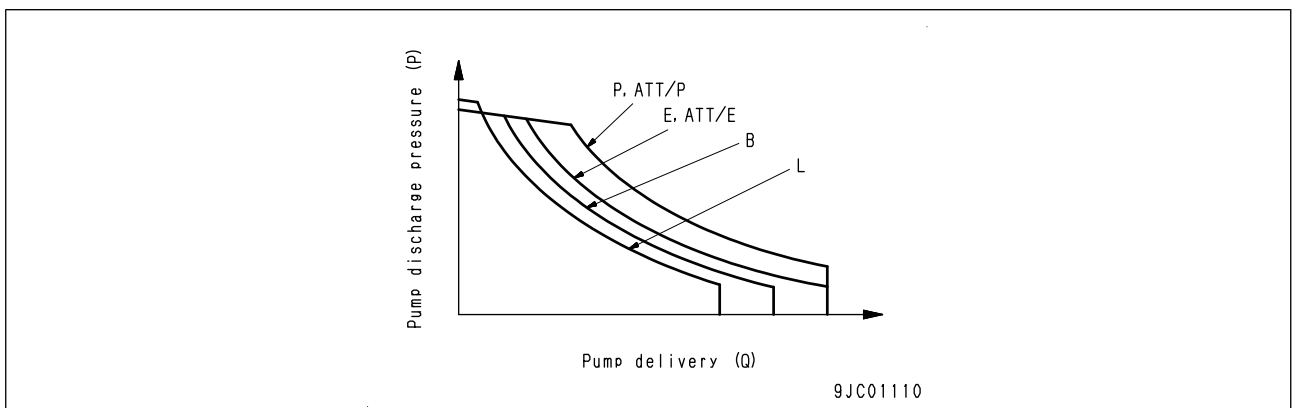 Pump discharge pressure (P)
P, ATT/P
E, ATT/E
B
L
Pump delivery (Q)
9JC01110